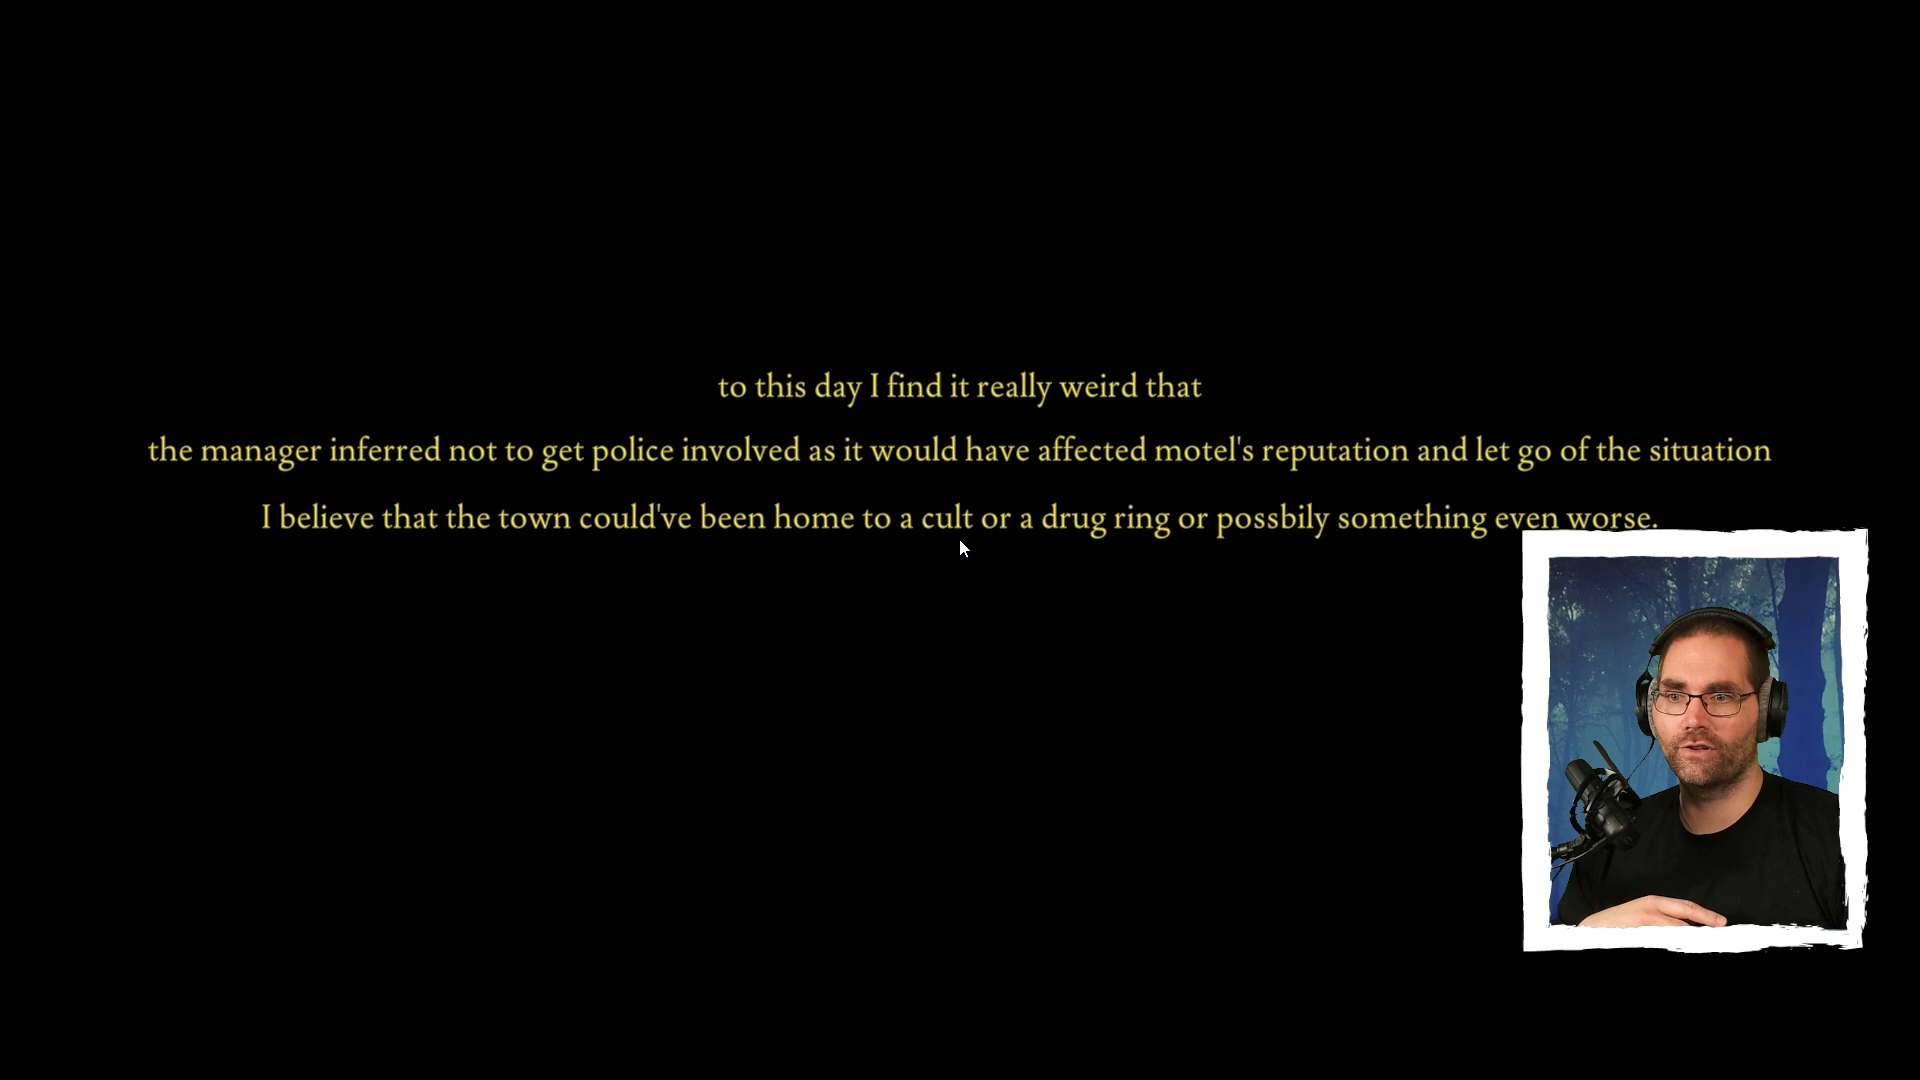 to this day I find it really weird that
the manager inferred not to get police involved as it would have affected motel's reputation and let go of the situation
I believe that the town could've been home to a cult or a drug ring or possbily something even worse.